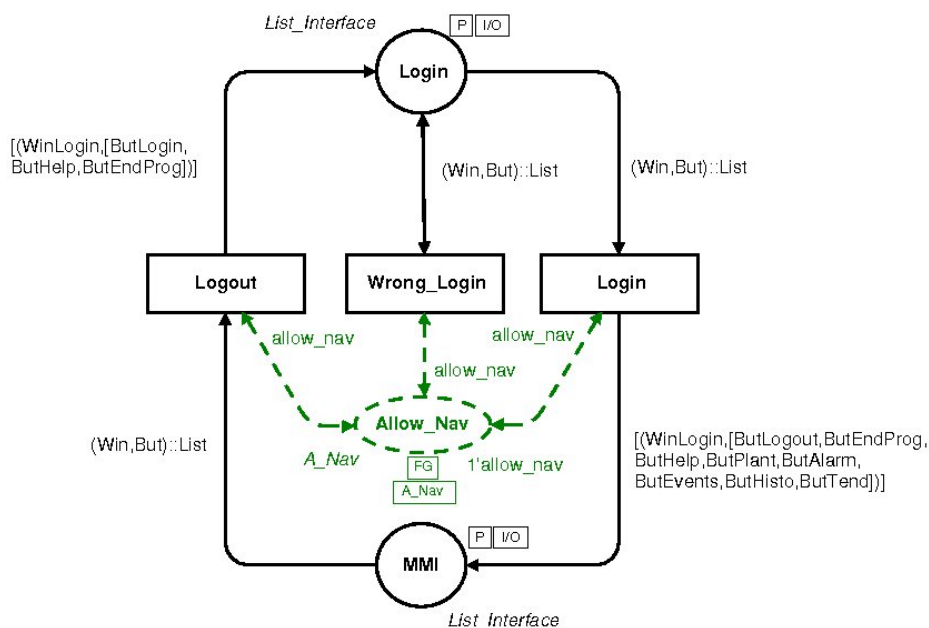 List_Interface
P
I/O
Login
[(WinLogin,[ButLogin,
ButHelp,ButEndProg])]
(Win,But)::List
(Win,But)::List
Logout
Wrong_Login
Login
allow_nav
allow_nav
allow_nav
Allow_Nav
A_Nav
FG
1'allow_nav
A_Nav
(Win,But)::List
[(WinLogin,[ButLogout,ButEndProg,
ButHelp,ButPlant,ButAlarm,
ButEvents,ButHisto,ButTend])]
P
I/O
MMI
List_Interface